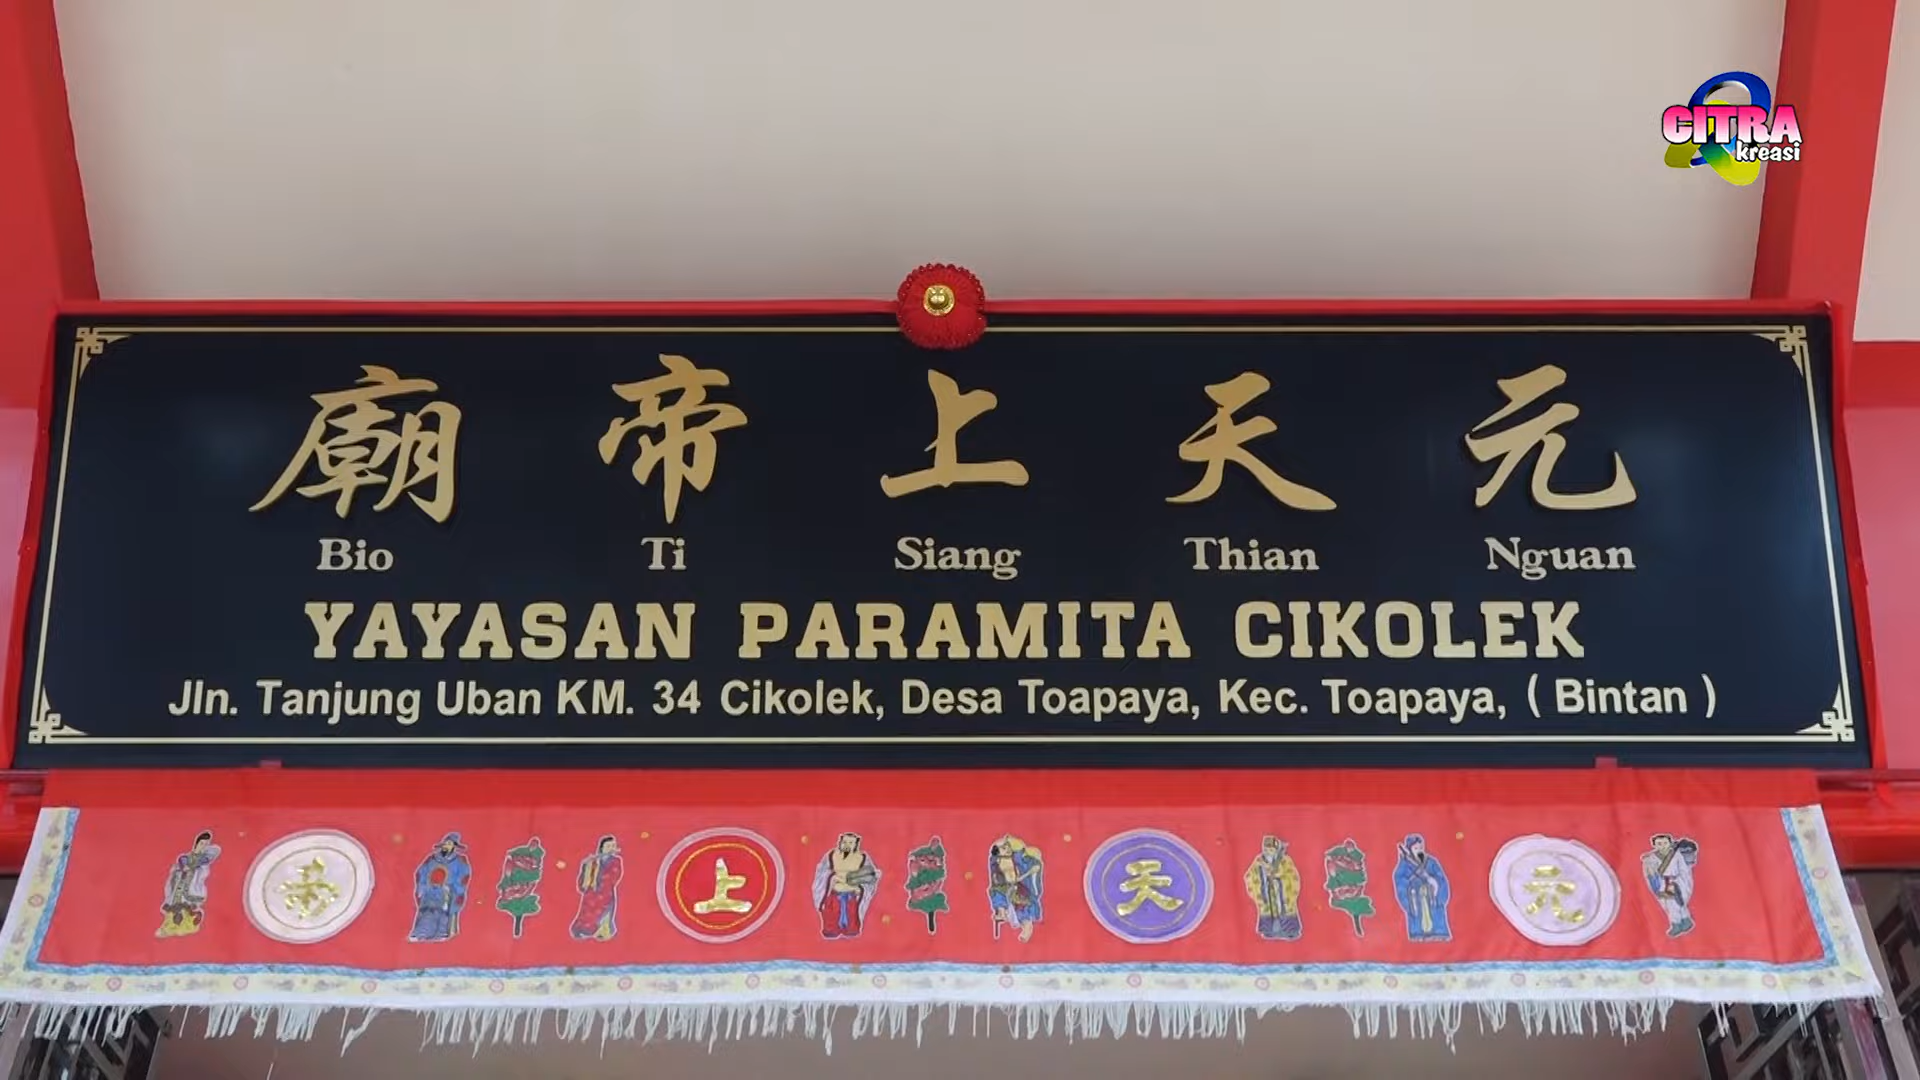 CITRA
kreasi
廟 帝 上 天 元
Bio Ti Siang Thian Nguan
YAYASAN PARAMITA CIKOLEK
Jln. Tanjung Uban KM. 34 Cikolek, Desa Toapaya, Kec. Toapaya, ( Bintan )
帝 上 天 元